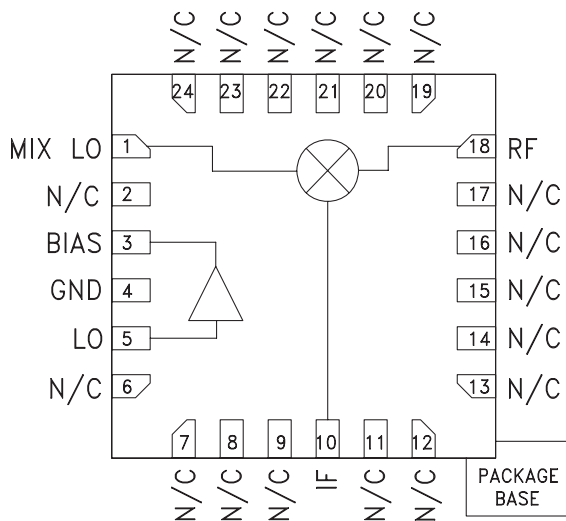 N/C N/C N/C N/C N/C N/C
24 23 22 21 20 19
MIX LO 1 18 RF
N/C 2 17 N/C
BIAS 3 16 N/C
GND 4 15 N/C
LO 5 14 N/C
N/C 6 13 N/C
7 8 9 10 11 12
N/C N/C N/C IF N/C N/C
PACKAGE
BASE